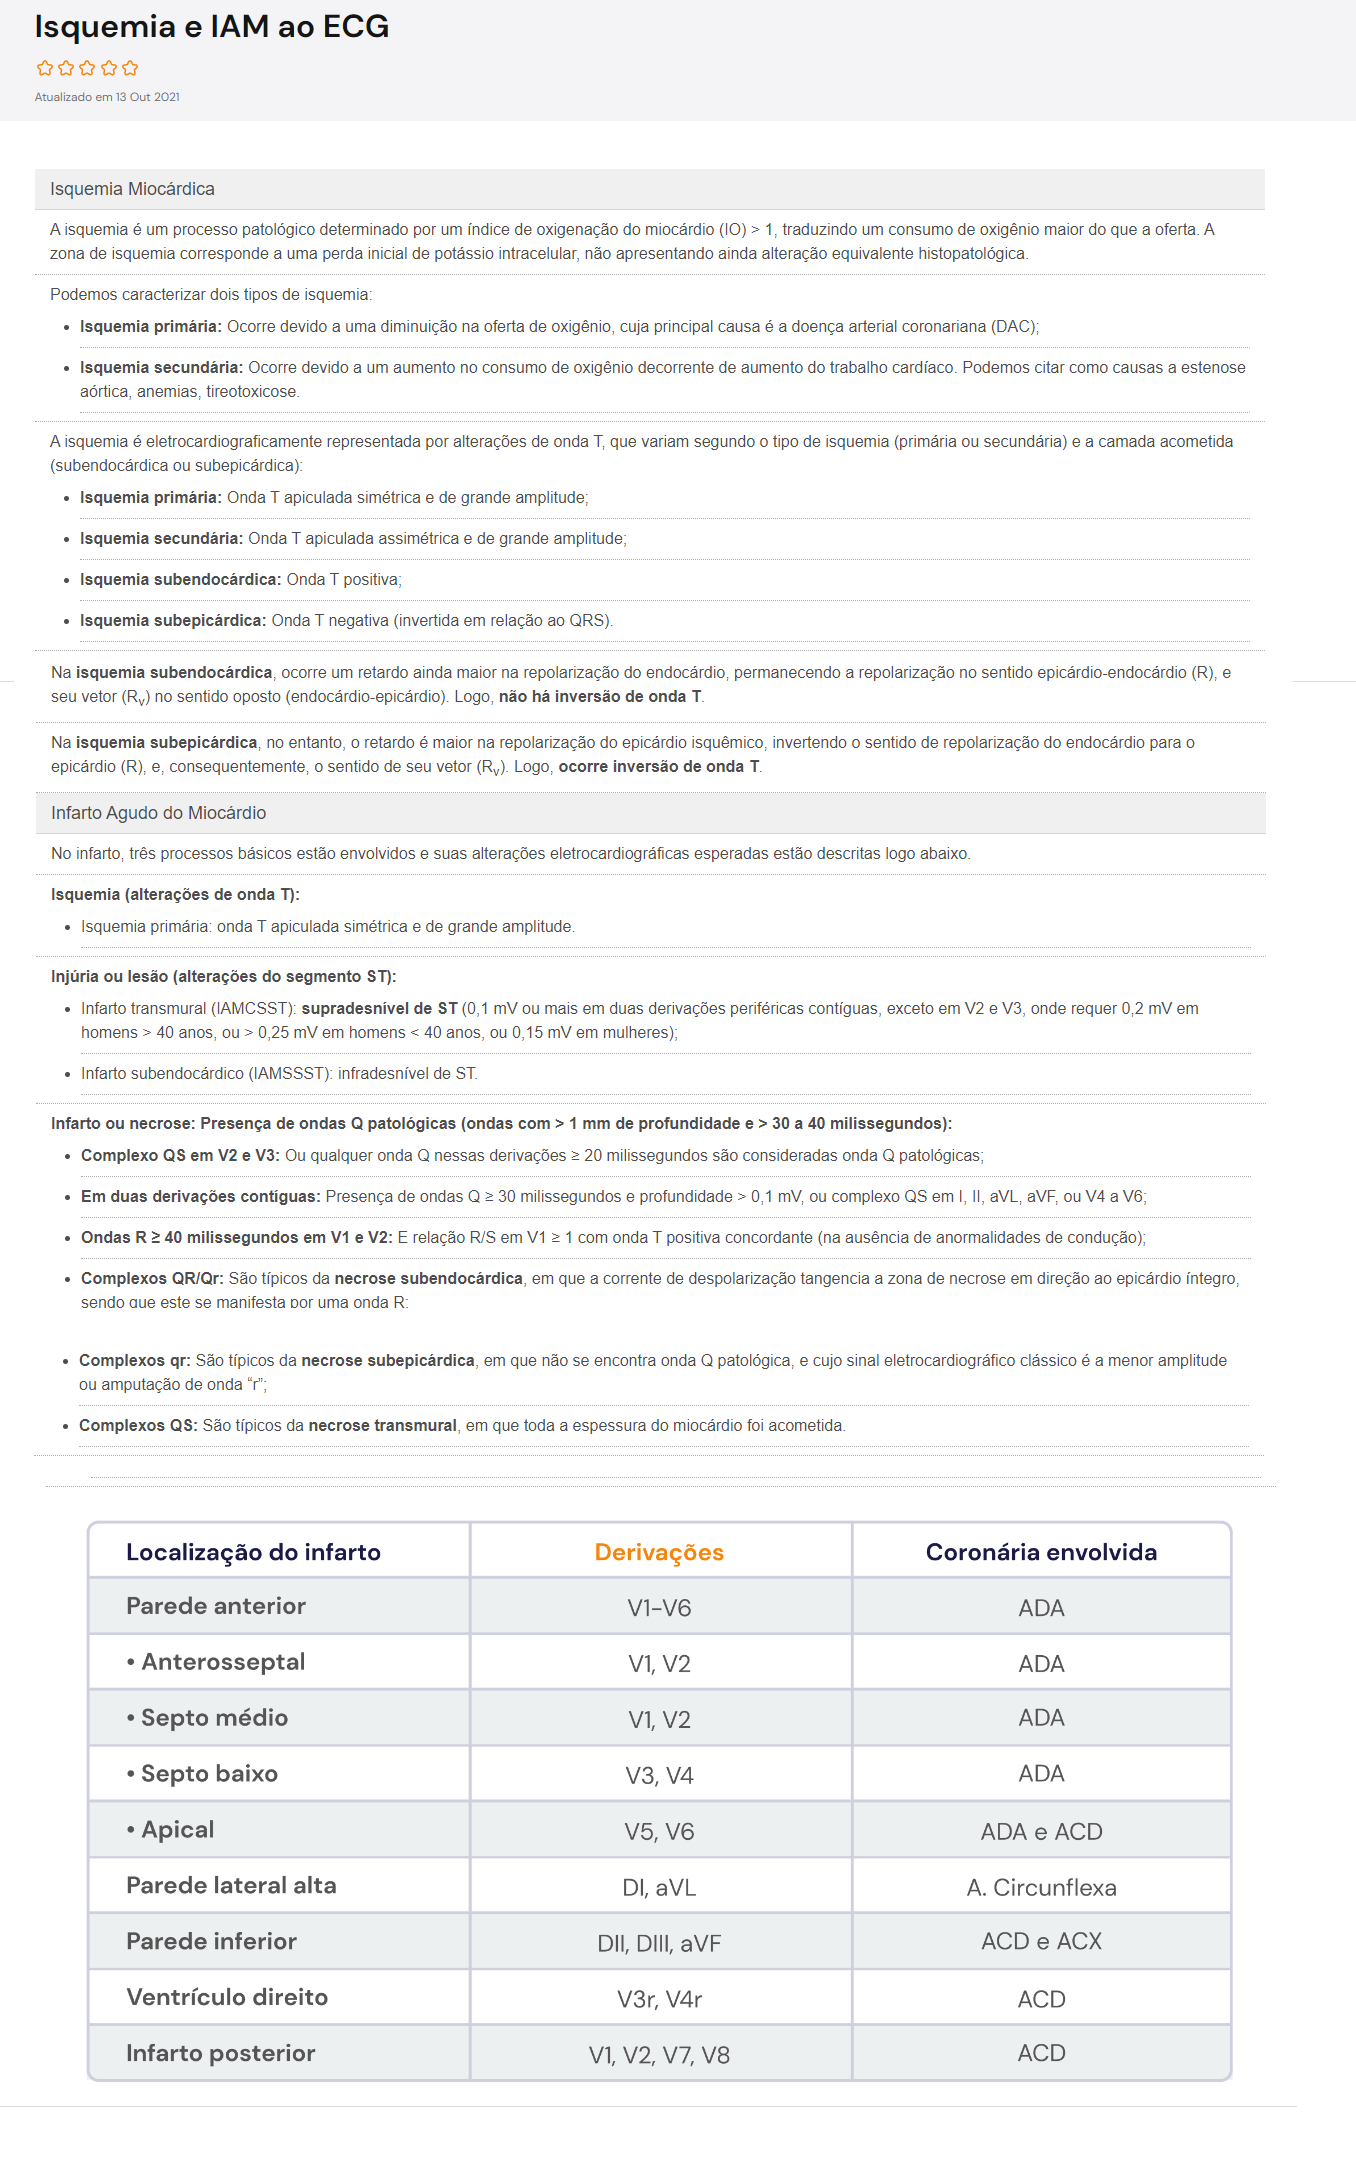 Isquemia e IAM ao ECG
Atualizado em 13 Out 2021
Isquemia Miocárdica
A isquemia é um processo patológico determinado por um índice de oxigenação do miocárdio (IO) > 1, traduzindo um consumo de oxigênio maior do que a oferta. A
zona de isquemia corresponde a uma perda inicial de potássio intracelular, não apresentando ainda alteração equivalente histopatológica.
Podemos caracterizar dois tipos de isquemia:
• Isquemia primária: Ocorre devido a uma diminuição na oferta de oxigênio, cuja principal causa é a doença arterial coronariana (DAC);
• Isquemia secundária: Ocorre devido a um aumento no consumo de oxigênio decorrente de aumento do trabalho cardíaco. Podemos citar como causas a estenose
aórtica, anemias, tireotoxicose.
A isquemia é eletrocardiograficamente representada por alterações de onda T, que variam segundo o tipo de isquemia (primária ou secundária) e a camada acometida
(subendocárdica ou subepicárdica):
• Isquemia primária: Onda T apiculada simétrica e de grande amplitude;
• Isquemia secundária: Onda T apiculada assimétrica e de grande amplitude;
• Isquemia subendocárdica: Onda T positiva;
• Isquemia subepicárdica: Onda T negativa (invertida em relação ao QRS).
Na isquemia subendocárdica, ocorre um retardo ainda maior na repolarização do endocárdio, permanecendo a repolarização no sentido epicárdio-endocárdio (R), e
seu vetor (Rv) no sentido oposto (endocárdio-epicárdio). Logo, não há inversão de onda T.
Na isquemia subepicárdica, no entanto, o retardo é maior na repolarização do epicárdio isquêmico, invertendo o sentido de repolarização do endocárdio para o
epicárdio (R), e, consequentemente, o sentido de seu vetor (Rv). Logo, ocorre inversão de onda T.
Infarto Agudo do Miocárdio
No infarto, três processos básicos estão envolvidos e suas alterações eletrocardiográficas esperadas estão descritas logo abaixo.
Isquemia (alterações de onda T):
• Isquemia primária: onda T apiculada simétrica e de grande amplitude.
Injúria ou lesão (alterações do segmento ST):
• Infarto transmural (IAMCSST): supradesnível de ST (0,1 mV ou mais em duas derivações periféricas contíguas, exceto em V2 e V3, onde requer 0,2 mV em
homens > 40 anos, ou > 0,25 mV em homens < 40 anos, ou 0,15 mV em mulheres);
• Infarto subendocárdico (IAMSSST): infradesnível de ST.
Infarto ou necrose: Presença de ondas Q patológicas (ondas com > 1 mm de profundidade e > 30 a 40 milissegundos):
• Complexo QS em V2 e V3: Ou qualquer onda Q nessas derivações ≥ 20 milissegundos são consideradas onda Q patológicas;
• Em duas derivações contíguas: Presença de ondas Q ≥ 30 milissegundos e profundidade > 0,1 mV, ou complexo QS em I, II, aVL, aVF, ou V4 a V6;
• Ondas R ≥ 40 milissegundos em V1 e V2: E relação R/S em V1 ≥ 1 com onda T positiva concordante (na ausência de anormalidades de condução);
• Complexos QR/Qr: São típicos da necrose subendocárdica, em que a corrente de despolarização tangencia a zona de necrose em direção ao epicárdio íntegro,
sendo que este se manifesta por uma onda R;
• Complexos qr: São típicos da necrose subepicárdica, em que não se encontra onda Q patológica, e cujo sinal eletrocardiográfico clássico é a menor amplitude
ou amputação de onda “r”;
• Complexos QS: São típicos da necrose transmural, em que toda a espessura do miocárdio foi acometida.
Localização do infarto Derivações Coronária envolvida
Parede anterior V1-V6 ADA
• Anterosseptal V1, V2 ADA
• Septo médio V1, V2 ADA
• Septo baixo V3, V4 ADA
• Apical V5, V6 ADA e ACD
Parede lateral alta DI, aVL A. Circunflexa
Parede inferior DII, DIII, aVF ACD e ACX
Ventrículo direito V3r, V4r ACD
Infarto posterior V1, V2, V7, V8 ACD